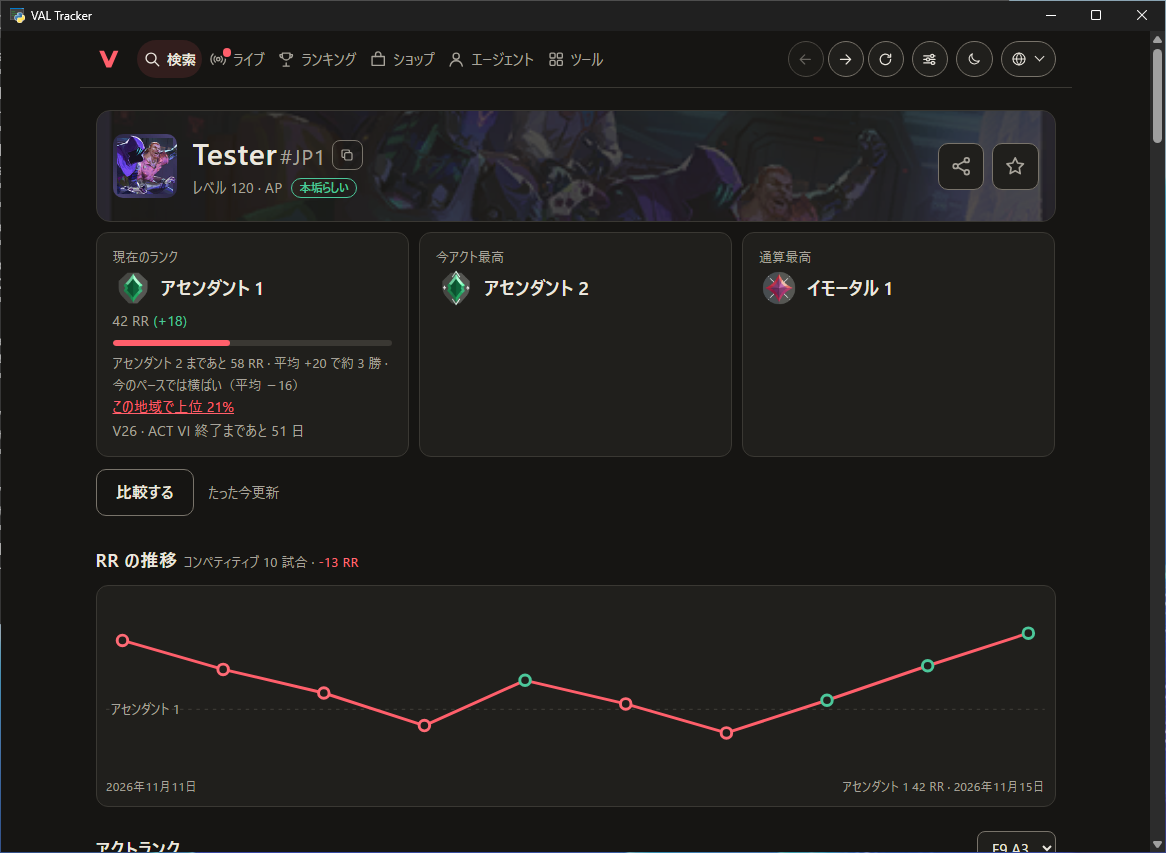 VAL Tracker
検索 ライブ ランキング ショップ エージェント ツール
Tester #JP1
レベル 120 · AP 本垢らしい
現在のランク
アセンダント 1
42 RR (+18)
アセンダント 2 まであと 58 RR · 平均 +20 で約 3 勝 ·
今のペースでは横ばい（平均 −16）
この地域で上位 21%
V26 · ACT VI 終了まであと 51 日
今アクト最高
アセンダント 2
通算最高
イモータル 1
比較する たった今更新
RR の推移 コンペティティブ 10 試合 · -13 RR
アセンダント 1
2026年11月11日
アセンダント 1 42 RR · 2026年11月15日
アクトランク
E9 A3